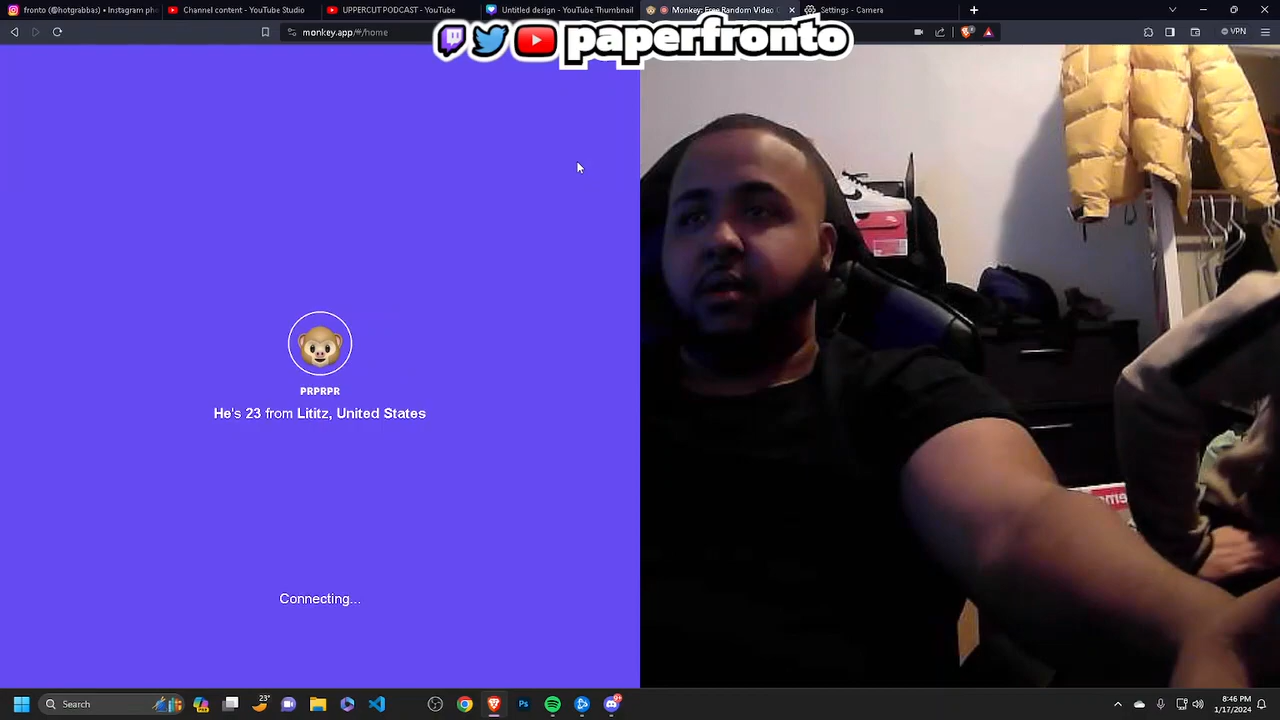 fronto (@hotgrabbas) • Instagram pho
Channel content - YouTube Studio
UPPERCUT PODCAST - YouTube
Untitled design - YouTube Thumbnail
Monkey: Free Random Video C
Settings - Camera
monkey.app/#/home
VPN
paperfronto
PRPRPR
He's 23 from Lititz, United States
Connecting...
Search
23°
8:46 PM
1/17/2024